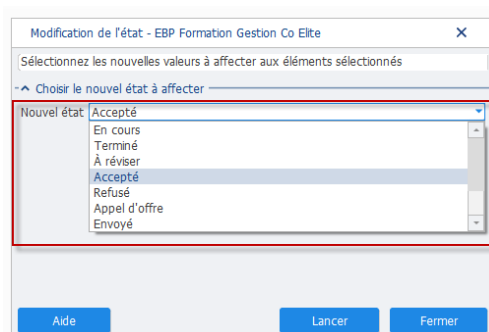 Modification de l'état - EBP Formation Gestion Co Elite
Sélectionnez les nouvelles valeurs à affecter aux éléments sélectionnés
Choisir le nouvel état à affecter
Nouvel état Accepté
En cours
Terminé
À réviser
Accepté
Refusé
Appel d'offre
Envoyé
Aide Lancer Fermer